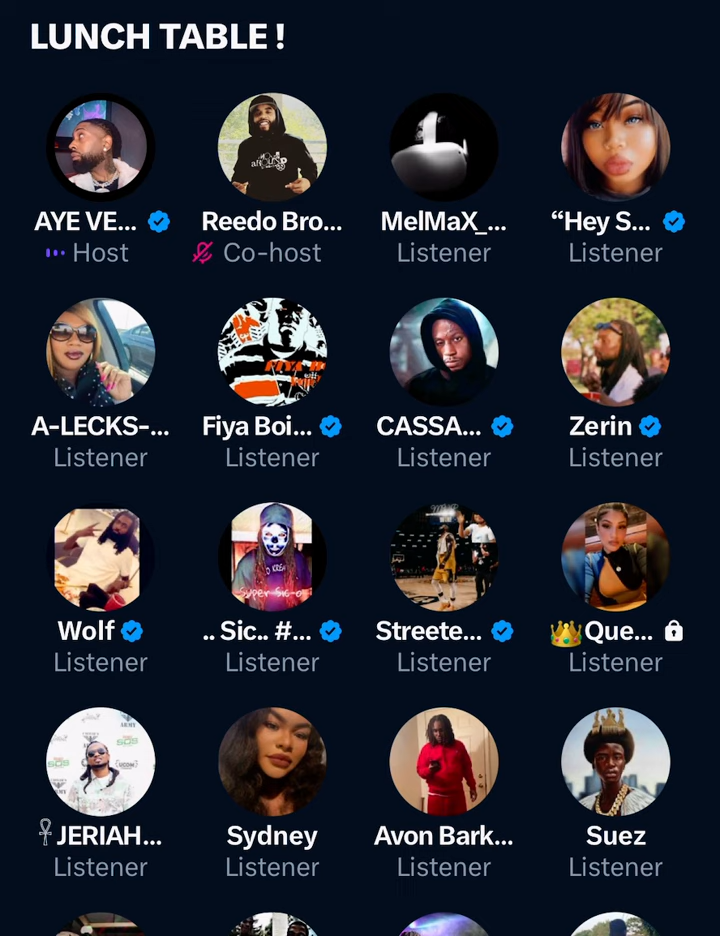 LUNCH TABLE !
AYE VE... Reedo Bro... MelMaX_... “Hey S...
Host Co-host Listener Listener
A-LECKS-... Fiya Boi... CASSA... Zerin
Listener Listener Listener Listener
Wolf .. Sic.. #... Streete... 👑Que...
Listener Listener Listener Listener
☥JERIAH... Sydney Avon Bark... Suez
Listener Listener Listener Listener